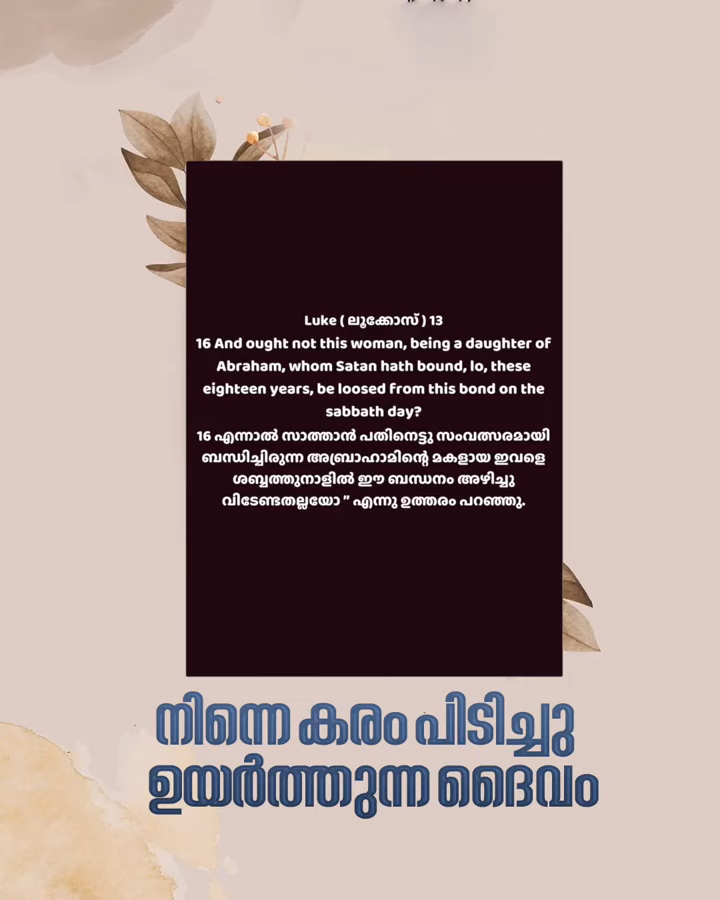 Luke ( ലൂക്കോസ് ) 13
16 And ought not this woman, being a daughter of
Abraham, whom Satan hath bound, lo, these
eighteen years, be loosed from this bond on the
sabbath day?
16 എന്നാൽ സാത്താൻ പതിനെട്ടു സംവത്സരമായി
ബന്ധിച്ചിരുന്ന അബ്രാഹാമിന്റെ മകളായ ഇവളെ
ശബ്ബത്തുനാളിൽ ഈ ബന്ധനം അഴിച്ചു
വിടേണ്ടതല്ലയോ ” എന്നു ഉത്തരം പറഞ്ഞു.
നിന്നെ കരം പിടിച്ചു
ഉയർത്തുന്ന ദൈവം